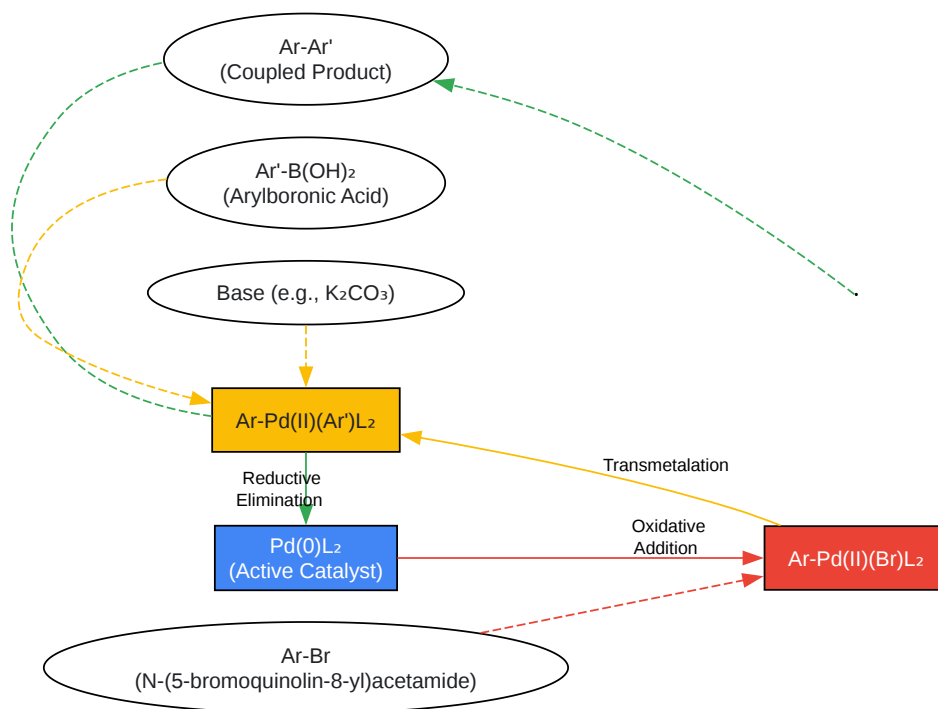 Ar-Ar'
(Coupled Product)
Ar'-B(OH)₂
(Arylboronic Acid)
Base (e.g., K₂CO₃)
Ar-Pd(II)(Ar')L₂
Transmetalation
Reductive
Elimination
Oxidative
Addition
Pd(0)L₂
(Active Catalyst)
Ar-Pd(II)(Br)L₂
Ar-Br
(N-(5-bromoquinolin-8-yl)acetamide)